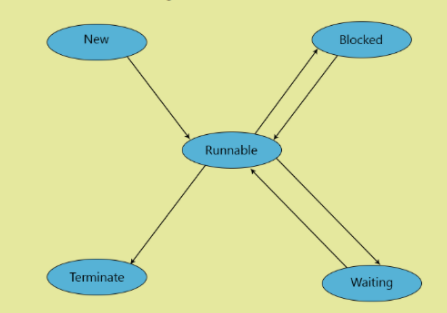 New
Blocked
Runnable
Terminate
Waiting